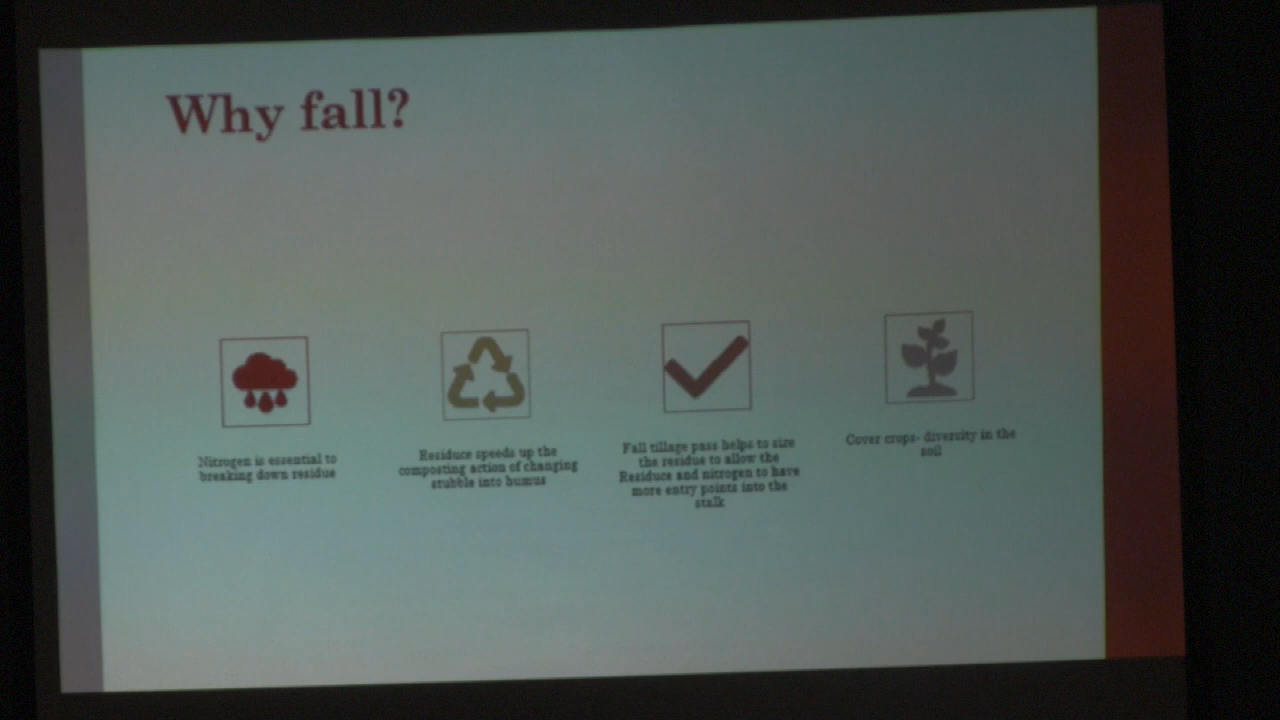 Why fall?
Nitrogen is essential to
breaking down residue
Residuce speeds up the
composting action of changing
stubble into humus
Fall tillage pass helps to size
the residue to allow the
Residuce and nitrogen to have
more entry points into the
stalk
Cover crops- diversity in the
soil